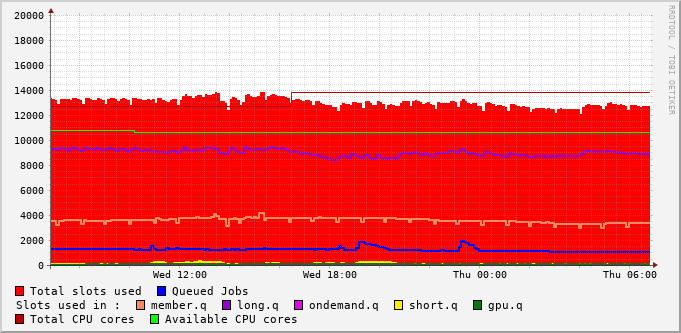 RRDTOOL / TOBI OETIKER
20000
18000
16000
14000
12000
10000
8000
6000
4000
2000
0
Wed 12:00 Wed 18:00 Thu 00:00 Thu 06:00
Total slots used Queued Jobs
Slots used in : member.q long.q ondemand.q short.q gpu.q
Total CPU cores Available CPU cores